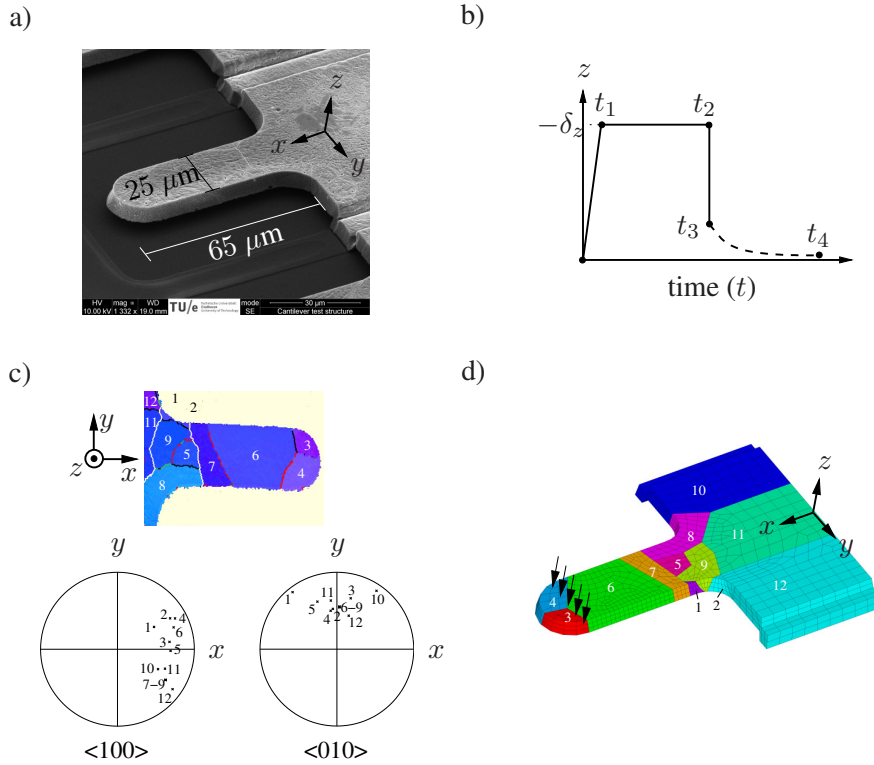 a)
z
x
y
25 μm
65 μm
HV
mag
WD
10.00 kV
1 332 x
19.0 mm
TU/e
mode
SE
30 μm
Cantilever test structure
b)
z
t1
t2
−δz
t3
t4
time (t)
c)
y
z
x
12
1
2
11
9
5
7
6
3
4
8
y
x
2
4
1
6
3
5
10
11
7−9
12
<100>
y
x
1
11
3
10
5
6−9
4
2
12
<010>
d)
z
x
y
10
11
8
5
9
7
6
12
4
3
1
2